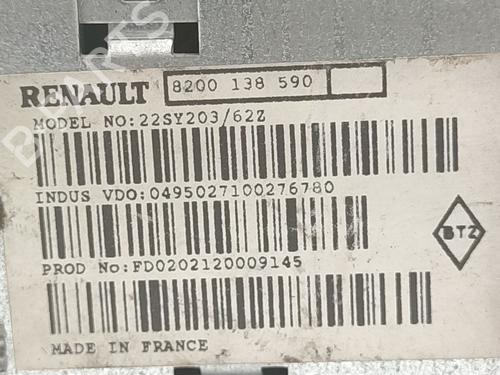 RENAULT 8200 138 590
MODEL NO:22SY203/62Z
INDUS VDO:0495027100276780
BTZ
PROD No:FD0202120009145
MADE IN FRANCE